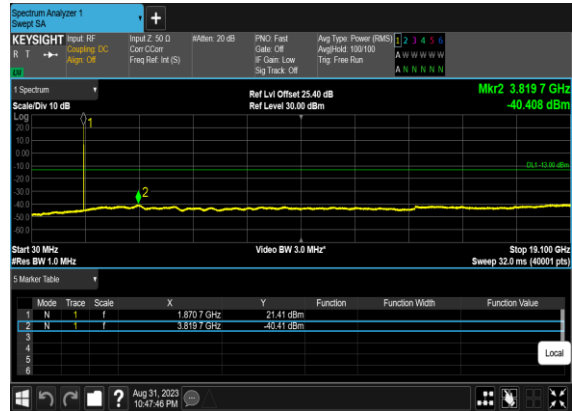 Spectrum Analyzer 1
Swept SA
+
KEYSIGHT
R T
Input: RF
Coupling: DC
Align: Off
Input Z: 50 Ω
Corr CCorr
Freq Ref: Int (S)
#Atten: 20 dB
PNO: Fast
Gate: Off
IF Gain: Low
Sig Track: Off
Avg Type: Power (RMS)
Avg|Hold: 100/100
Trig: Free Run
1 2 3 4 5 6
A W W W W W
A N N N N N
1 Spectrum
Scale/Div 10 dB
Ref Lvl Offset 25.40 dB
Ref Level 30.00 dBm
Mkr2 3.819 7 GHz
-40.408 dBm
Log
20.0
10.0
0.00
-10.0
-20.0
-30.0
-40.0
-50.0
-60.0
1
2
DL1 -13.00 dBm
Start 30 MHz
#Res BW 1.0 MHz
Video BW 3.0 MHz*
Stop 19.100 GHz
Sweep 32.0 ms (40001 pts)
5 Marker Table
Mode Trace Scale X Y Function Function Width Function Value
1 N 1 f 1.870 7 GHz 21.41 dBm
2 N 1 f 3.819 7 GHz -40.41 dBm
3
4
5
6
Local
?
Aug 31, 2023
10:47:46 PM